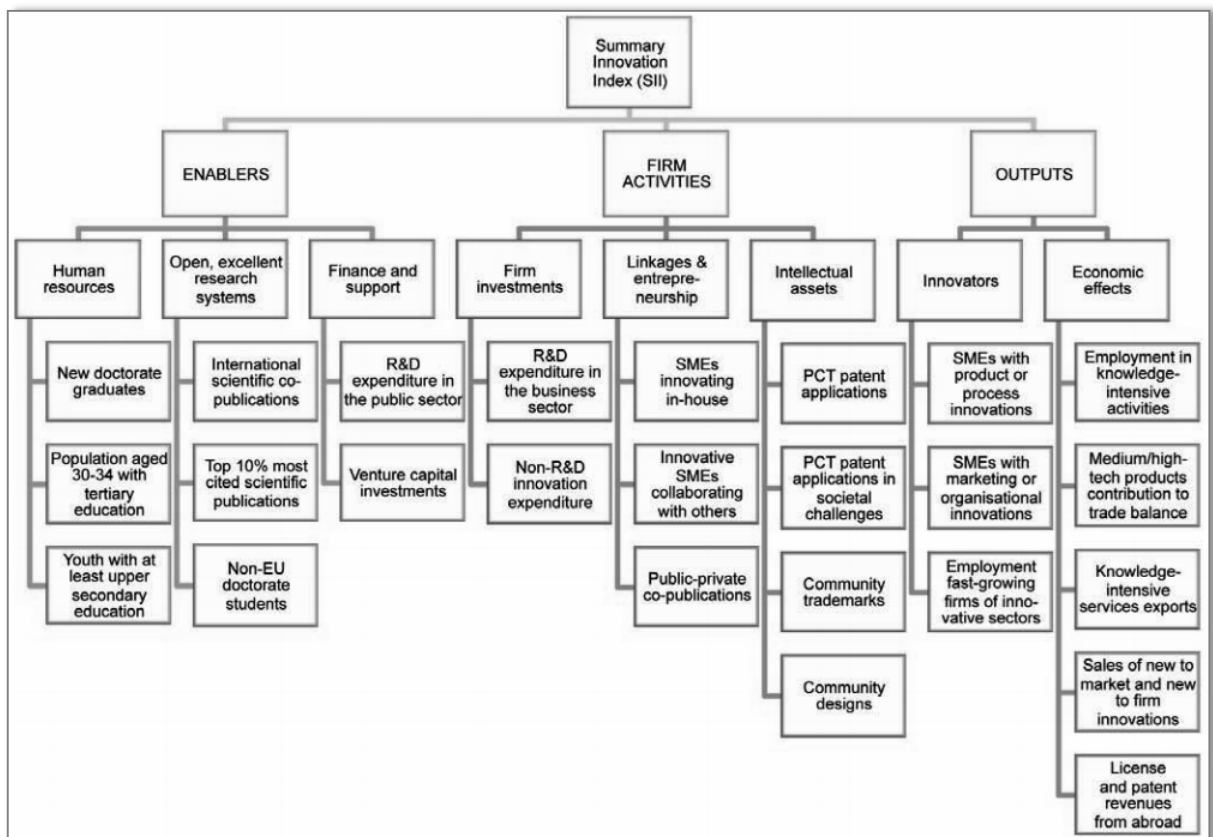 Summary
Innovation
Index (SII)
ENABLERS
FIRM
ACTIVITIES
OUTPUTS
Human
resources
Open, excellent
research
systems
Finance and
support
Firm
investments
Linkages &
entrepre-
neurship
Intellectual
assets
Innovators
Economic
effects
New doctorate
graduates
Population aged
30-34 with
tertiary
education
Youth with at
least upper
secondary
education
International
scientific co-
publications
Top 10% most
cited scientific
publications
Non-EU
doctorate
students
R&D
expenditure in
the public sector
Venture capital
investments
R&D
expenditure in
the business
sector
Non-R&D
innovation
expenditure
SMEs
innovating
in-house
Innovative
SMEs
collaborating
with others
Public-private
co-publications
PCT patent
applications
PCT patent
applications in
societal
challenges
Community
trademarks
Community
designs
SMEs with
product or
process
innovations
SMEs with
marketing or
organisational
innovations
Employment
fast-growing
firms of inno-
vative sectors
Employment in
knowledge-
intensive
activities
Medium/high-
tech products
contribution to
trade balance
Knowledge-
intensive
services exports
Sales of new to
market and new
to firm
innovations
License
and patent
revenues
from abroad